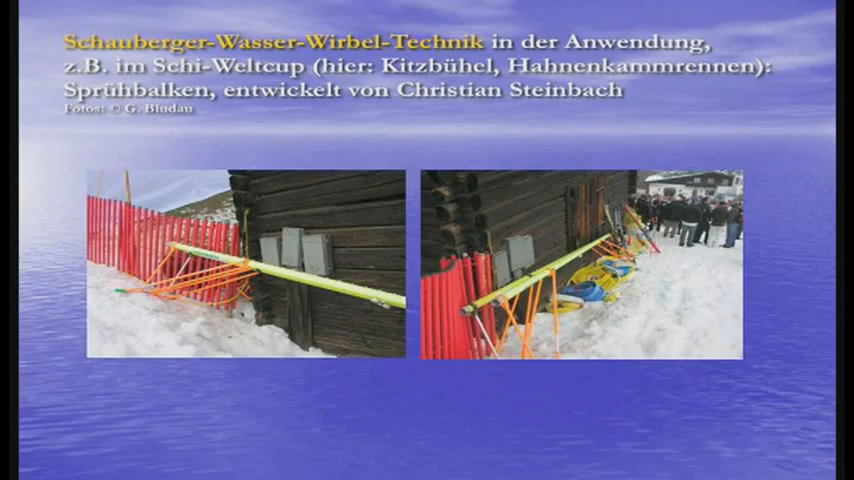 Schauberger-Wasser-Wirbel-Technik in der Anwendung,
z.B. im Schi-Weltcup (hier: Kitzbühel, Hahnenkammrennen):
Sprühbalken, entwickelt von Christian Steinbach
Fotos: © G. Bludau